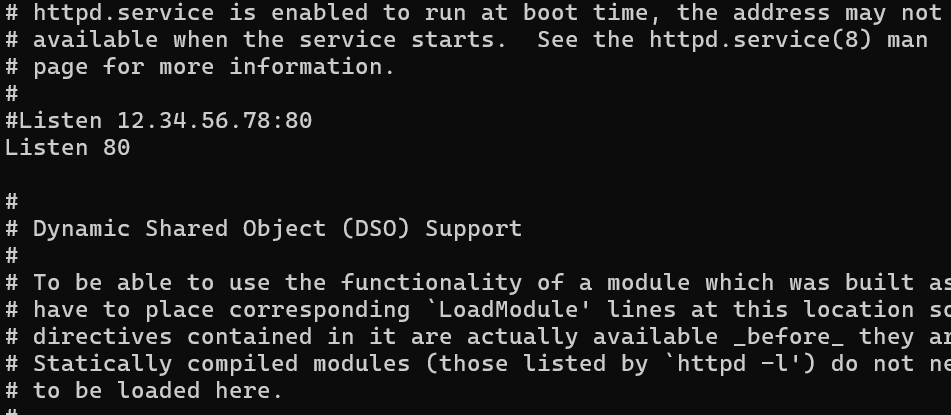 # httpd.service is enabled to run at boot time, the address may not
# available when the service starts.  See the httpd.service(8) man
# page for more information.
#
#Listen 12.34.56.78:80
Listen 80
#
# Dynamic Shared Object (DSO) Support
#
# To be able to use the functionality of a module which was built as
# have to place corresponding `LoadModule' lines at this location so
# directives contained in it are actually available _before_ they
# Statically compiled modules (those listed by `httpd -l') do not
# to be loaded here.
#